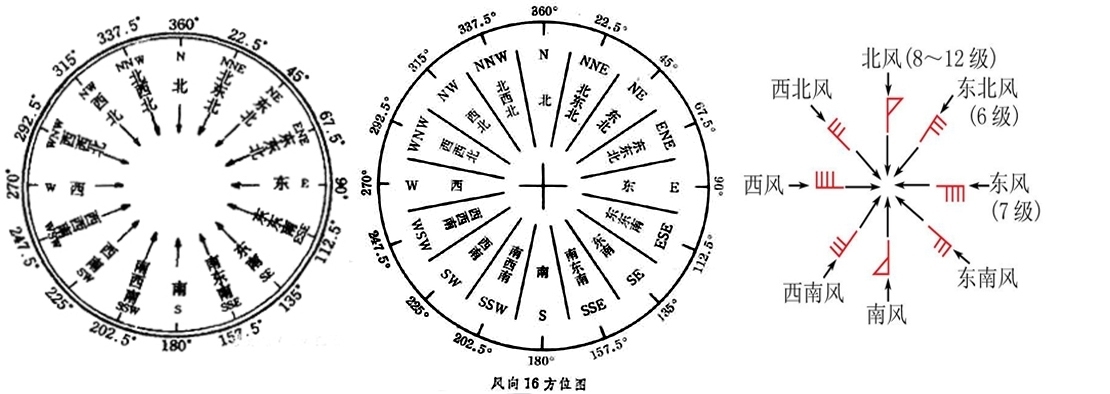 360°
22.5°
45°
67.5°
90°
112.5°
135°
157.5°
180°
202.5°
225°
247.5°
270°
292.5°
315°
337.5°
N
北
NNE
北东北
NE
东北
ENE
东东北
东 E
东东南
ESE
东南
SE
南东南
SSE
南
S
南西南
SSW
西南
SW
西西南
WSW
W 西
WNW
西西北
NW
西北
NNW
北西北
360°
22.5°
45°
67.5°
90°
112.5°
135°
157.5°
180°
202.5°
225°
247.5°
270°
292.5°
315°
337.5°
N
北
NNE
北东北
NE
东北
ENE
东东北
东 E
东东南
ESE
东南
SE
南东南
SSE
南
S
南西南
SSW
西南
SW
西西南
WSW
W 西
WNW
西西北
NW
西北
NNW
北西北
风向16方位图
北风(8～12级)
东北风
(6级)
东风
(7级)
东南风
南风
西南风
西风
西北风